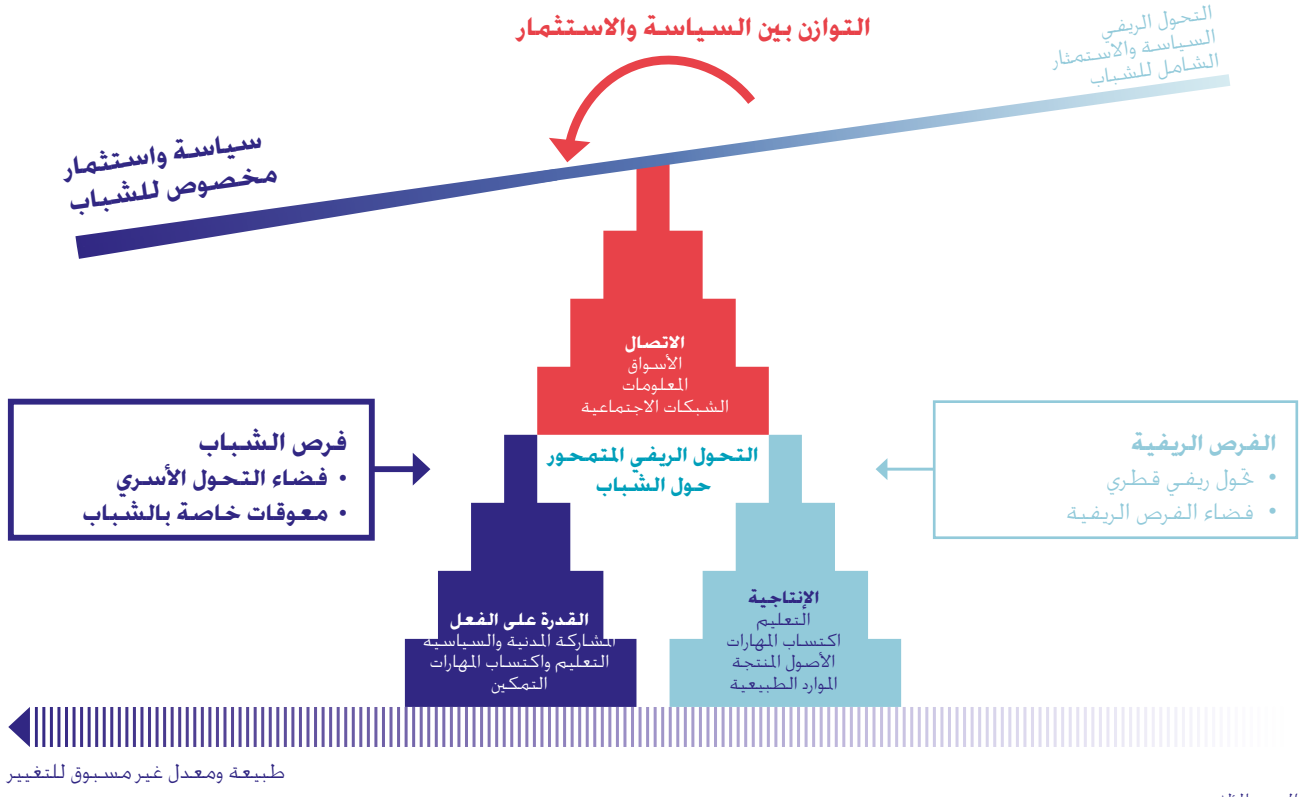 التوازن بين السياسة والاستثمار
التحول الريفي
السياسة والاستمثار
الشامل للشباب
سياسة واستثمار
مخصوص للشباب
الاتصال
الأسواق
المعلومات
الشبكات الاجتماعية
الفرص الريفية
• تحول ريفي قطري
• فضاء الفرص الريفية
التحول الريفي المتمحور
حول الشباب
فرص الشباب
• فضاء التحول الأسري
• معوقات خاصة بالشباب
الإنتاجية
التعليم
اكتساب المهارات
الأصول المنتجة
الموارد الطبيعية
القدرة على الفعل
المشاركة المدنية والسياسية
التعليم واكتساب المهارات
التمكين
طبيعة ومعدل غير مسبوق للتغيير